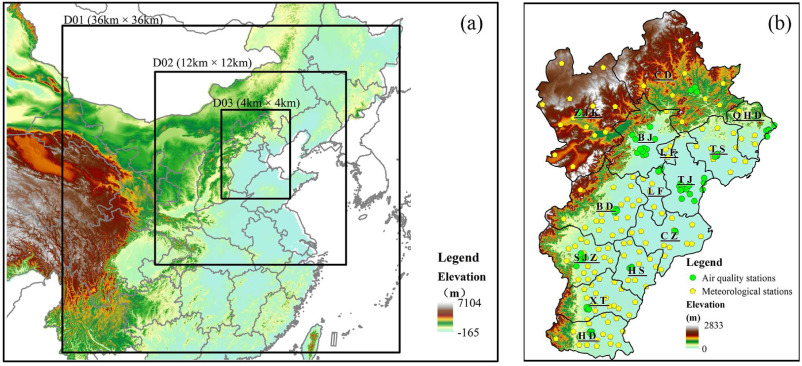 (a)
D01 (36km × 36km)
D02 (12km × 12km)
D03 (4km × 4km)
Legend
Elevation
(m)
7104
-165
(b)
C D
Z J K
Q H D
B J
L F
T S
T J
L F
B D
C Z
S J Z
H S
X T
H D
Legend
Air quality stations
Meteorological stations
Elevation
(m)
2833
0